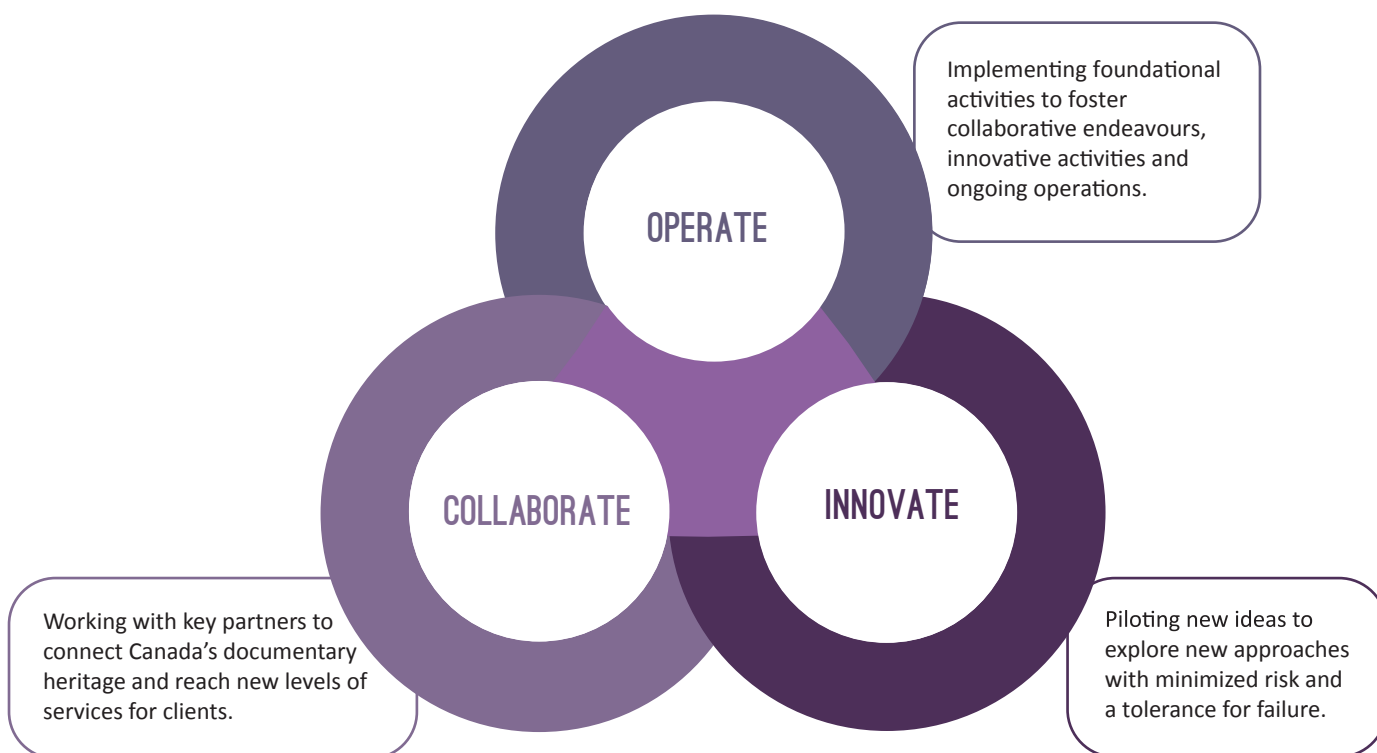 Implementing foundational
activities to foster
collaborative endeavours,
innovative activities and
ongoing operations.
OPERATE
COLLABORATE
INNOVATE
Working with key partners to
connect Canada’s documentary
heritage and reach new levels of
services for clients.
Piloting new ideas to
explore new approaches
with minimized risk and
a tolerance for failure.